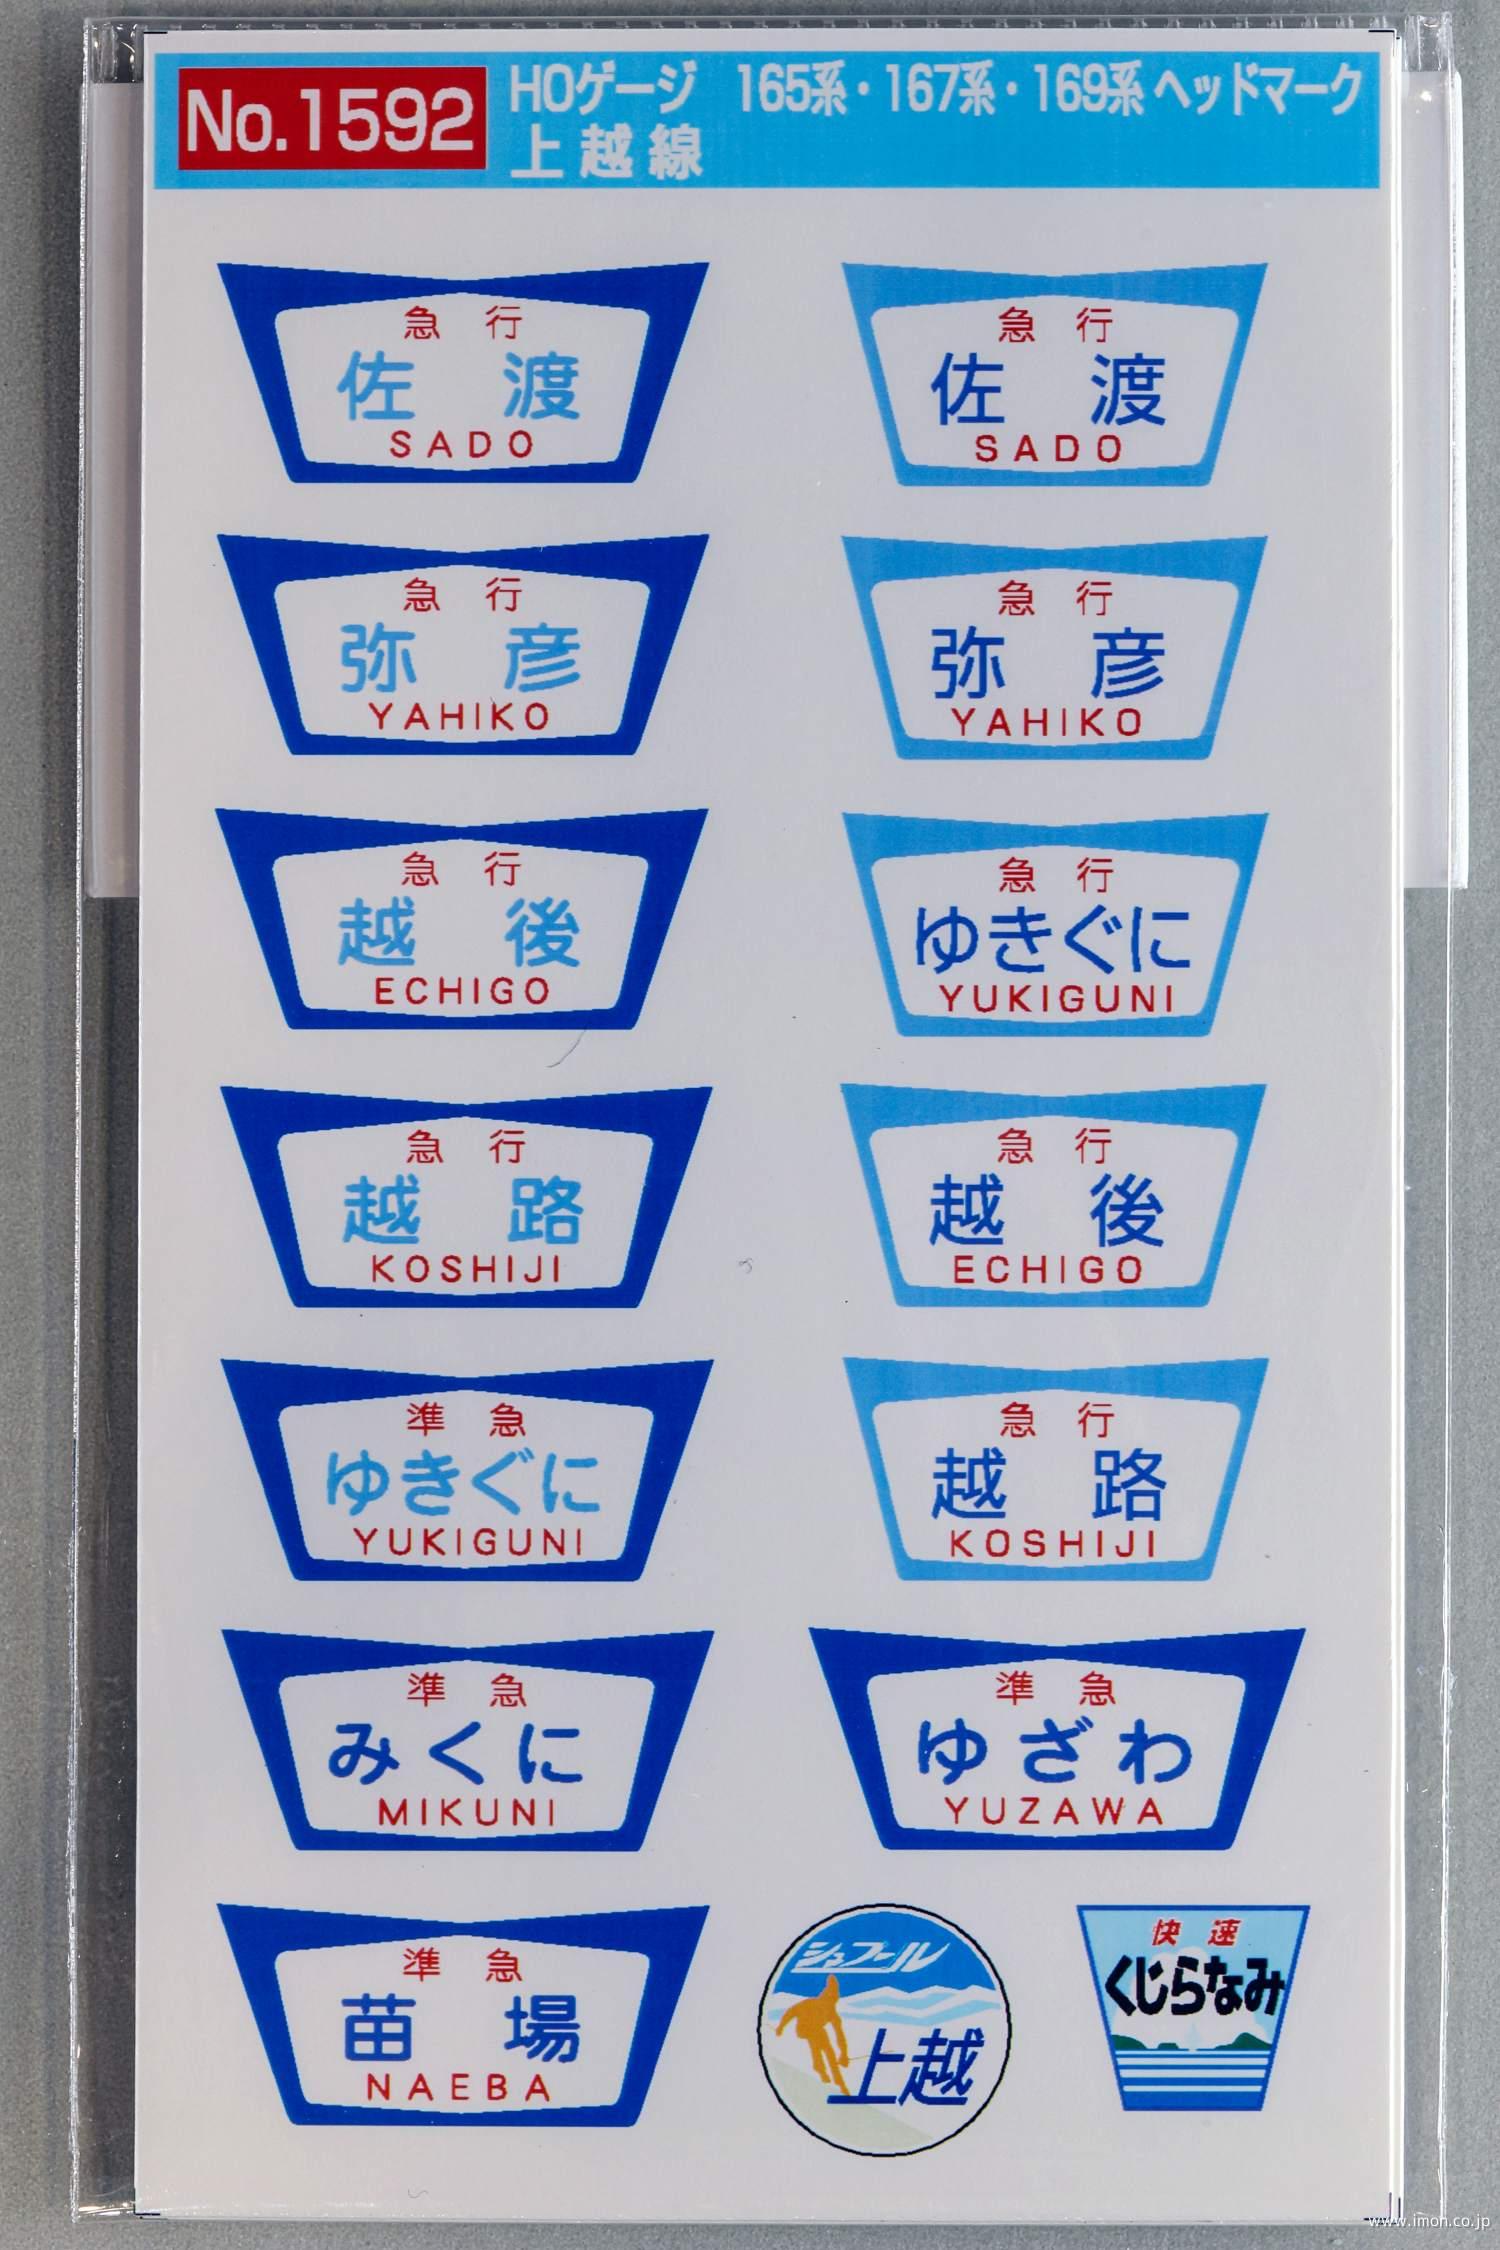 No.1592
HOゲージ 165系・167系・169系 ヘッドマーク
上越線
急 行
佐 渡
SADO
急 行
佐 渡
SADO
急 行
弥 彦
YAHIKO
急 行
弥 彦
YAHIKO
急 行
越 後
ECHIGO
急 行
ゆきぐに
YUKIGUNI
急 行
越 路
KOSHIJI
急 行
越 後
ECHIGO
準 急
ゆきぐに
YUKIGUNI
急 行
越 路
KOSHIJI
準 急
みくに
MIKUNI
準 急
ゆざわ
YUZAWA
準 急
苗 場
NAEBA
シュプール
上越
快 速
くじらなみ
www.imon.co.jp